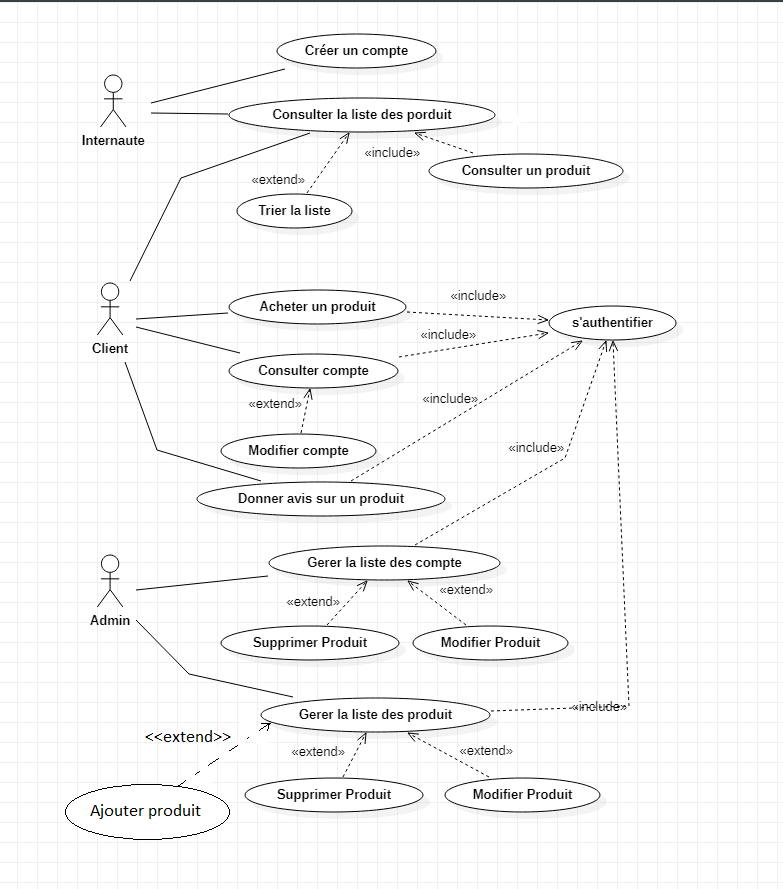 Créer un compte
Internaute
Consulter la liste des porduit
«include»
Consulter un produit
«extend»
Trier la liste
Client
Acheter un produit
«include»
s'authentifier
«include»
Consulter compte
«extend»
«include»
Modifier compte
«include»
Donner avis sur un produit
Admin
Gerer la liste des compte
«extend»
«extend»
Supprimer Produit
Modifier Produit
Gerer la liste des produit
«include»
<<extend>>
«extend»
«extend»
Supprimer Produit
Modifier Produit
Ajouter produit